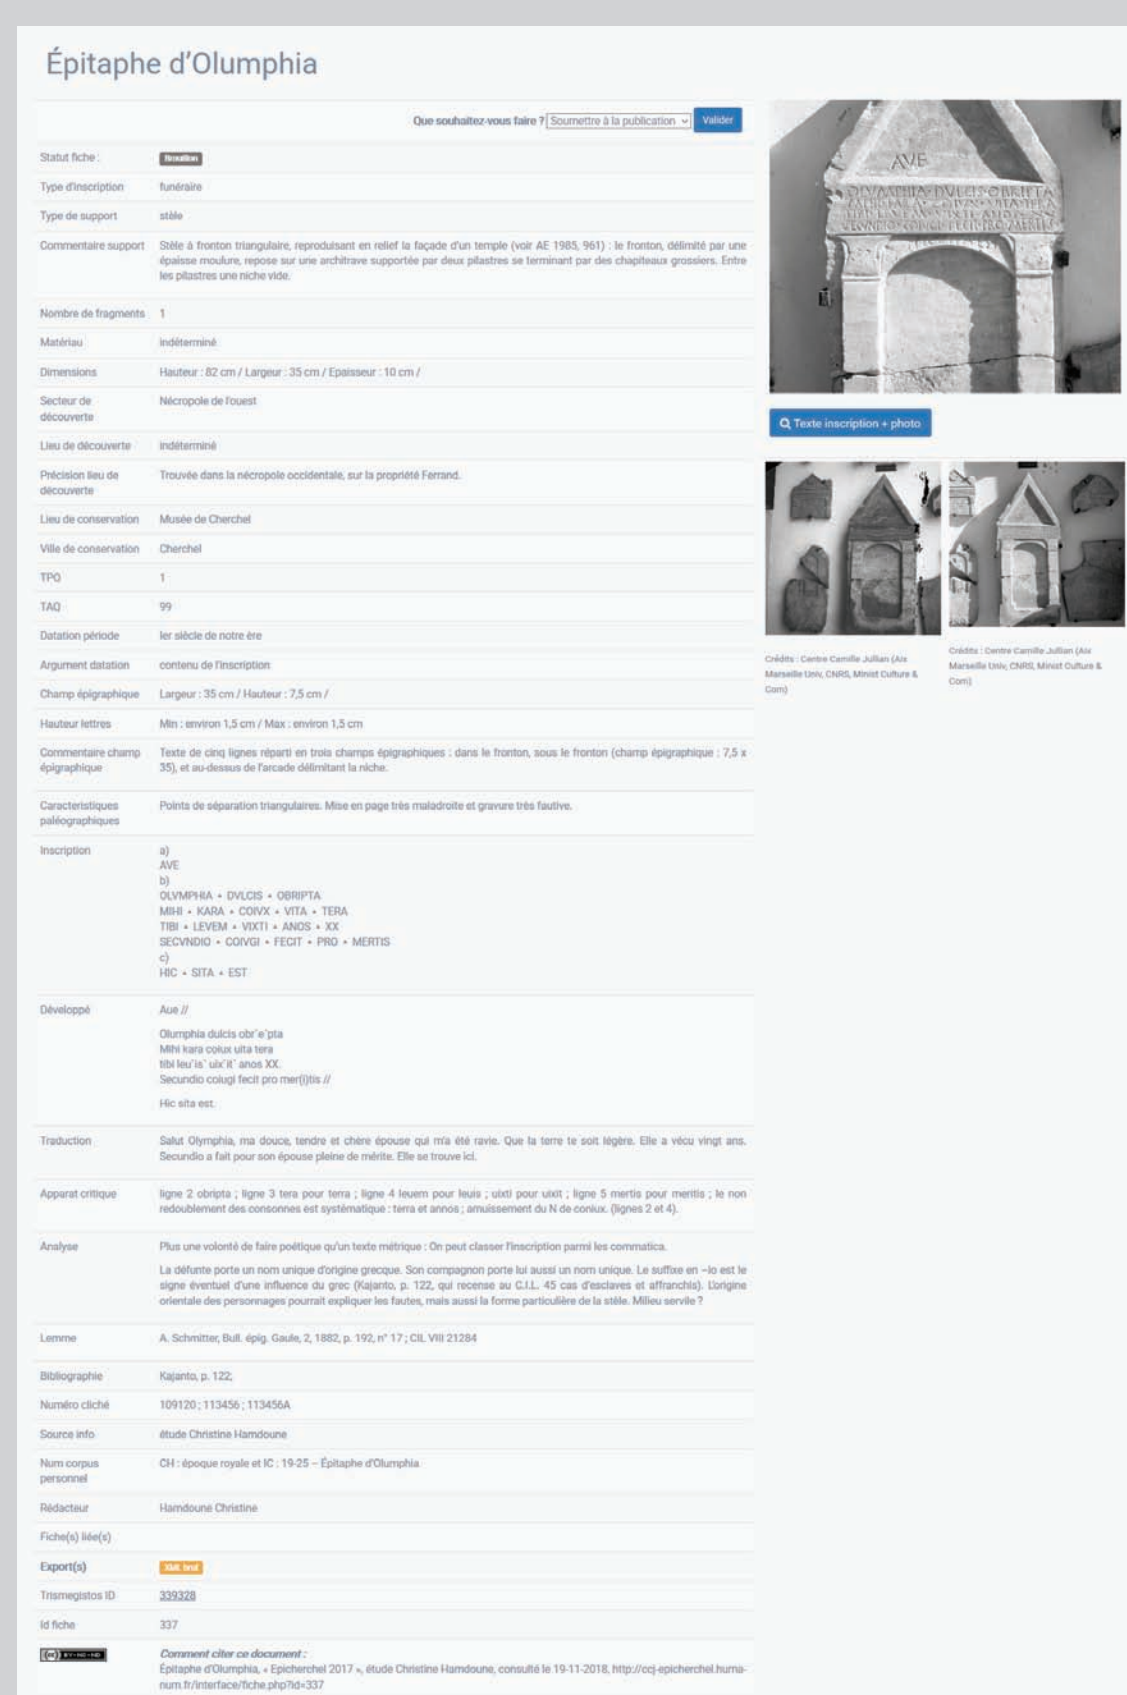 Épitaphe d'Olumphia
Que souhaitez-vous faire ? Soumettre à la publication Valider
Statut fiche : Brouillon
Type d'inscription funéraire
Type de support stèle
Commentaire support Stèle à fronton triangulaire, reproduisant en relief la façade d'un temple (voir AE 1985, 961) : le fronton, délimité par une
épaisse moulure, repose sur une architrave supportée par deux pilastres se terminant par des chapiteaux grossiers. Entre
les pilastres une niche vide.
Nombre de fragments 1
Matériau indéterminé
Dimensions Hauteur : 82 cm / Largeur : 35 cm / Epaisseur : 10 cm /
Secteur de Nécropole de l'ouest
découverte
Lieu de découverte indéterminé
Précision lieu de Trouvée dans la nécropole occidentale, sur la propriété Ferrand.
découverte
Lieu de conservation Musée de Cherchel
Ville de conservation Cherchel
TPQ 1
TAQ 99
Datation période Ier siècle de notre ère
Argument datation contenu de l'inscription
Champ épigraphique Largeur : 35 cm / Hauteur : 7,5 cm /
Hauteur lettres Min : environ 1,5 cm / Max : environ 1,5 cm
Commentaire champ Texte de cinq lignes réparti en trois champs épigraphiques : dans le fronton, sous le fronton (champ épigraphique : 7,5 x
épigraphique 35), et au-dessus de l'arcade délimitant la niche.
Caracteristiques Points de séparation triangulaires. Mise en page très maladroite et gravure très fautive.
paléographiques
Inscription a)
AVE
b)
OLVMPHIA • DVLCIS • OBRIPTA
MIHI • KARA • COIVX • VITA • TERA
TIBI • LEVEM • VIXTI • ANOS • XX
SECVNDIO • COIVGI • FECIT • PRO • MERTIS
c)
HIC • SITA • EST
Développé Aue //
Olumphia dulcis obr`e´pta
Mihi kara coiux uita tera
tibi leu`is´ uix`it´ anos XX.
Secundio coiugi fecit pro mer(i)tis //
Hic sita est.
Traduction Salut Olymphia, ma douce, tendre et chère épouse qui m'a été ravie. Que la terre te soit légère. Elle a vécu vingt ans.
Secundio a fait pour son épouse pleine de mérite. Elle se trouve ici.
Apparat critique ligne 2 obripta ; ligne 3 tera pour terra ; ligne 4 leuem pour leuis ; uixti pour uixit ; ligne 5 mertis pour meritis ; le non
redoublement des consonnes est systématique : terra et annos ; amuissement du N de coniux. (lignes 2 et 4).
Analyse Plus une volonté de faire poétique qu'un texte métrique : On peut classer l'inscription parmi les commatica.
La défunte porte un nom unique d'origine grecque. Son compagnon porte lui aussi un nom unique. Le suffixe en –io est le
signe éventuel d'une influence du grec (Kajanto, p. 122, qui recense au C.I.L. 45 cas d'esclaves et affranchis). L'origine
orientale des personnages pourrait expliquer les fautes, mais aussi la forme particulière de la stèle. Milieu servile ?
Lemme A. Schmitter, Bull. épig. Gaule, 2, 1882, p. 192, n° 17 ; CIL VIII 21284
Bibliographie Kajanto, p. 122;
Numéro cliché 109120 ; 113456 ; 113456A
Source info étude Christine Hamdoune
Num corpus CH : époque royale et IC : 19-25 – Épitaphe d'Olumphia
personnel
Rédacteur Hamdoune Christine
Fiche(s) liée(s)
Export(s) XML brut
Trismegistos ID 339328
Id fiche 337
(cc) BY-NC-ND Comment citer ce document :
Épitaphe d'Olumphia, « Epicherchel 2017 », étude Christine Hamdoune, consulté le 19-11-2018, http://ccj-epicherchel.huma-
num.fr/interface/fiche.php?id=337
AVE
OLVMPHIA·DVLCIS·OBRIPTA
Texte inscription + photo
Crédits : Centre Camille Jullian (Aix
Marseille Univ, CNRS, Minist Culture &
Com)
Crédits : Centre Camille Jullian (Aix
Marseille Univ, CNRS, Minist Culture &
Com)